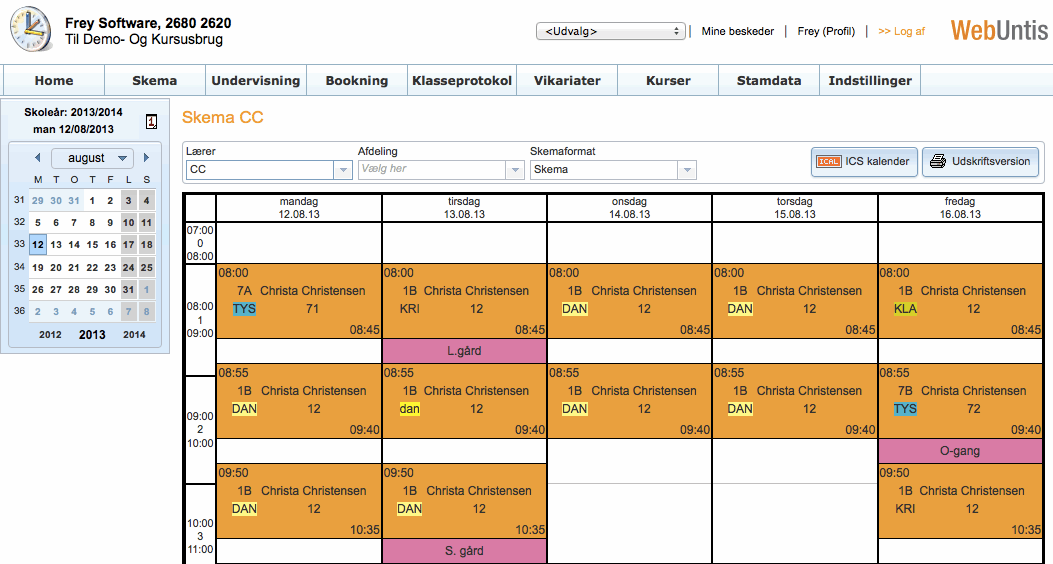 Frey Software, 2680 2620
Til Demo- Og Kursusbrug
<Udvalg> | Mine beskeder | Frey (Profil) | >> Log af
WebUntis
Home Skema Undervisning Bookning Klasseprotokol Vikariater Kurser Stamdata Indstillinger
Skoleår: 2013/2014
man 12/08/2013
1
august
M T O T F L S
31 29 30 31 1 2 3 4
32 5 6 7 8 9 10 11
33 12 13 14 15 16 17 18
34 19 20 21 22 23 24 25
35 26 27 28 29 30 31 1
36 2 3 4 5 6 7 8
2012 2013 2014
Skema CC
Lærer Afdeling Skemaformat
CC Vælg her Skema
ICAL ICS kalender Udskriftsversion
mandag tirsdag onsdag torsdag fredag
12.08.13 13.08.13 14.08.13 15.08.13 16.08.13
07:00
0
08:00
08:00 08:00 08:00 08:00 08:00
7A Christa Christensen 1B Christa Christensen 1B Christa Christensen 1B Christa Christensen 1B Christa Christensen
08:00
TYS 71 KRI 12 DAN 12 DAN 12 KLA 12
1
09:00
08:45 08:45 08:45 08:45 08:45
L.gård
08:55 08:55 08:55 08:55 08:55
1B Christa Christensen 1B Christa Christensen 1B Christa Christensen 1B Christa Christensen 7B Christa Christensen
DAN 12 dan 12 DAN 12 DAN 12 TYS 72
09:00
2
10:00
09:40 09:40 09:40 09:40 09:40
O-gang
09:50 09:50 09:50
1B Christa Christensen 1B Christa Christensen 1B Christa Christensen
DAN 12 DAN 12 KRI 12
10:00
3
11:00
10:35 10:35 10:35
S. gård